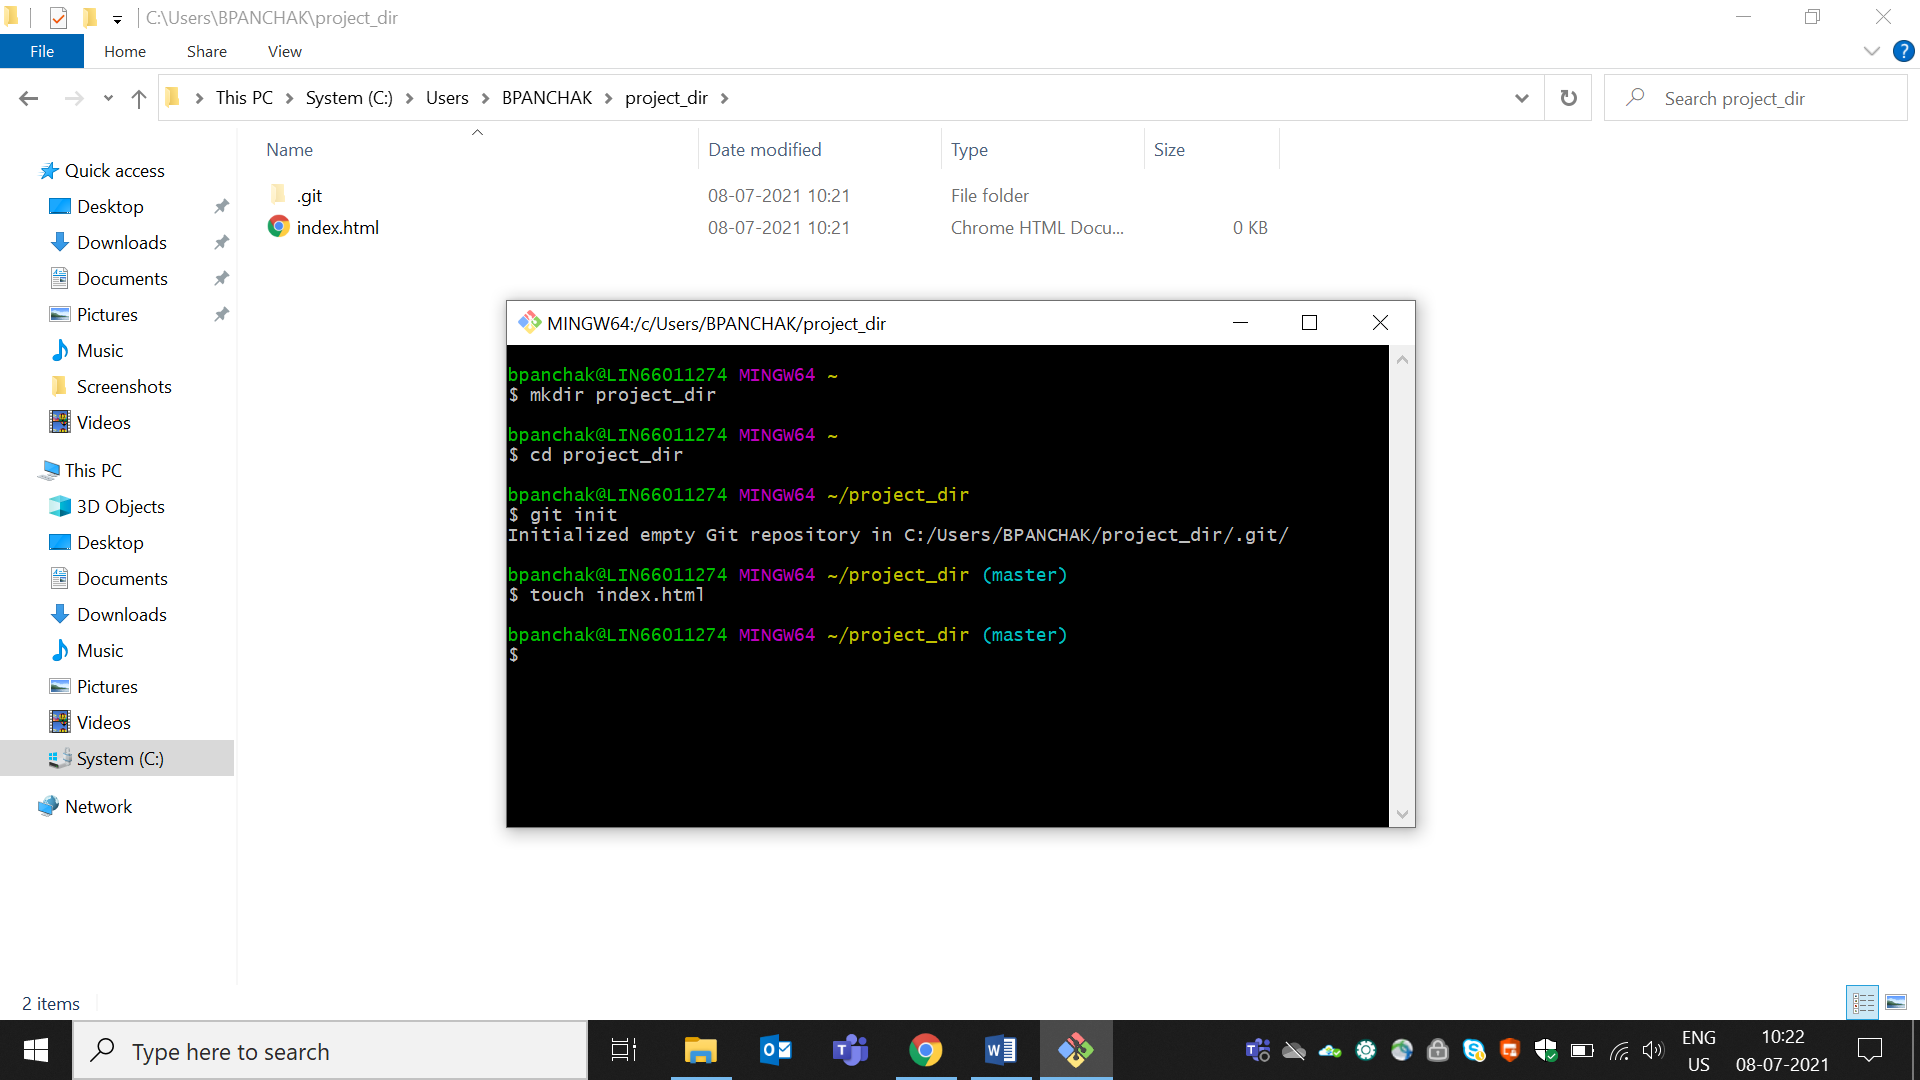 C:\Users\BPANCHAK\project_dir
File Home Share View
This PC System (C:) Users BPANCHAK project_dir
Search project_dir
Name Date modified Type Size
.git 08-07-2021 10:21 File folder
index.html 08-07-2021 10:21 Chrome HTML Docu... 0 KB
Quick access
Desktop
Downloads
Documents
Pictures
Music
Screenshots
Videos
This PC
3D Objects
Desktop
Documents
Downloads
Music
Pictures
Videos
System (C:)
Network
MINGW64:/c/Users/BPANCHAK/project_dir
bpanchak@LIN66011274 MINGW64 ~
$ mkdir project_dir
bpanchak@LIN66011274 MINGW64 ~
$ cd project_dir
bpanchak@LIN66011274 MINGW64 ~/project_dir
$ git init
Initialized empty Git repository in C:/Users/BPANCHAK/project_dir/.git/
bpanchak@LIN66011274 MINGW64 ~/project_dir (master)
$ touch index.html
bpanchak@LIN66011274 MINGW64 ~/project_dir (master)
$
2 items
Type here to search
ENG
US
10:22
08-07-2021